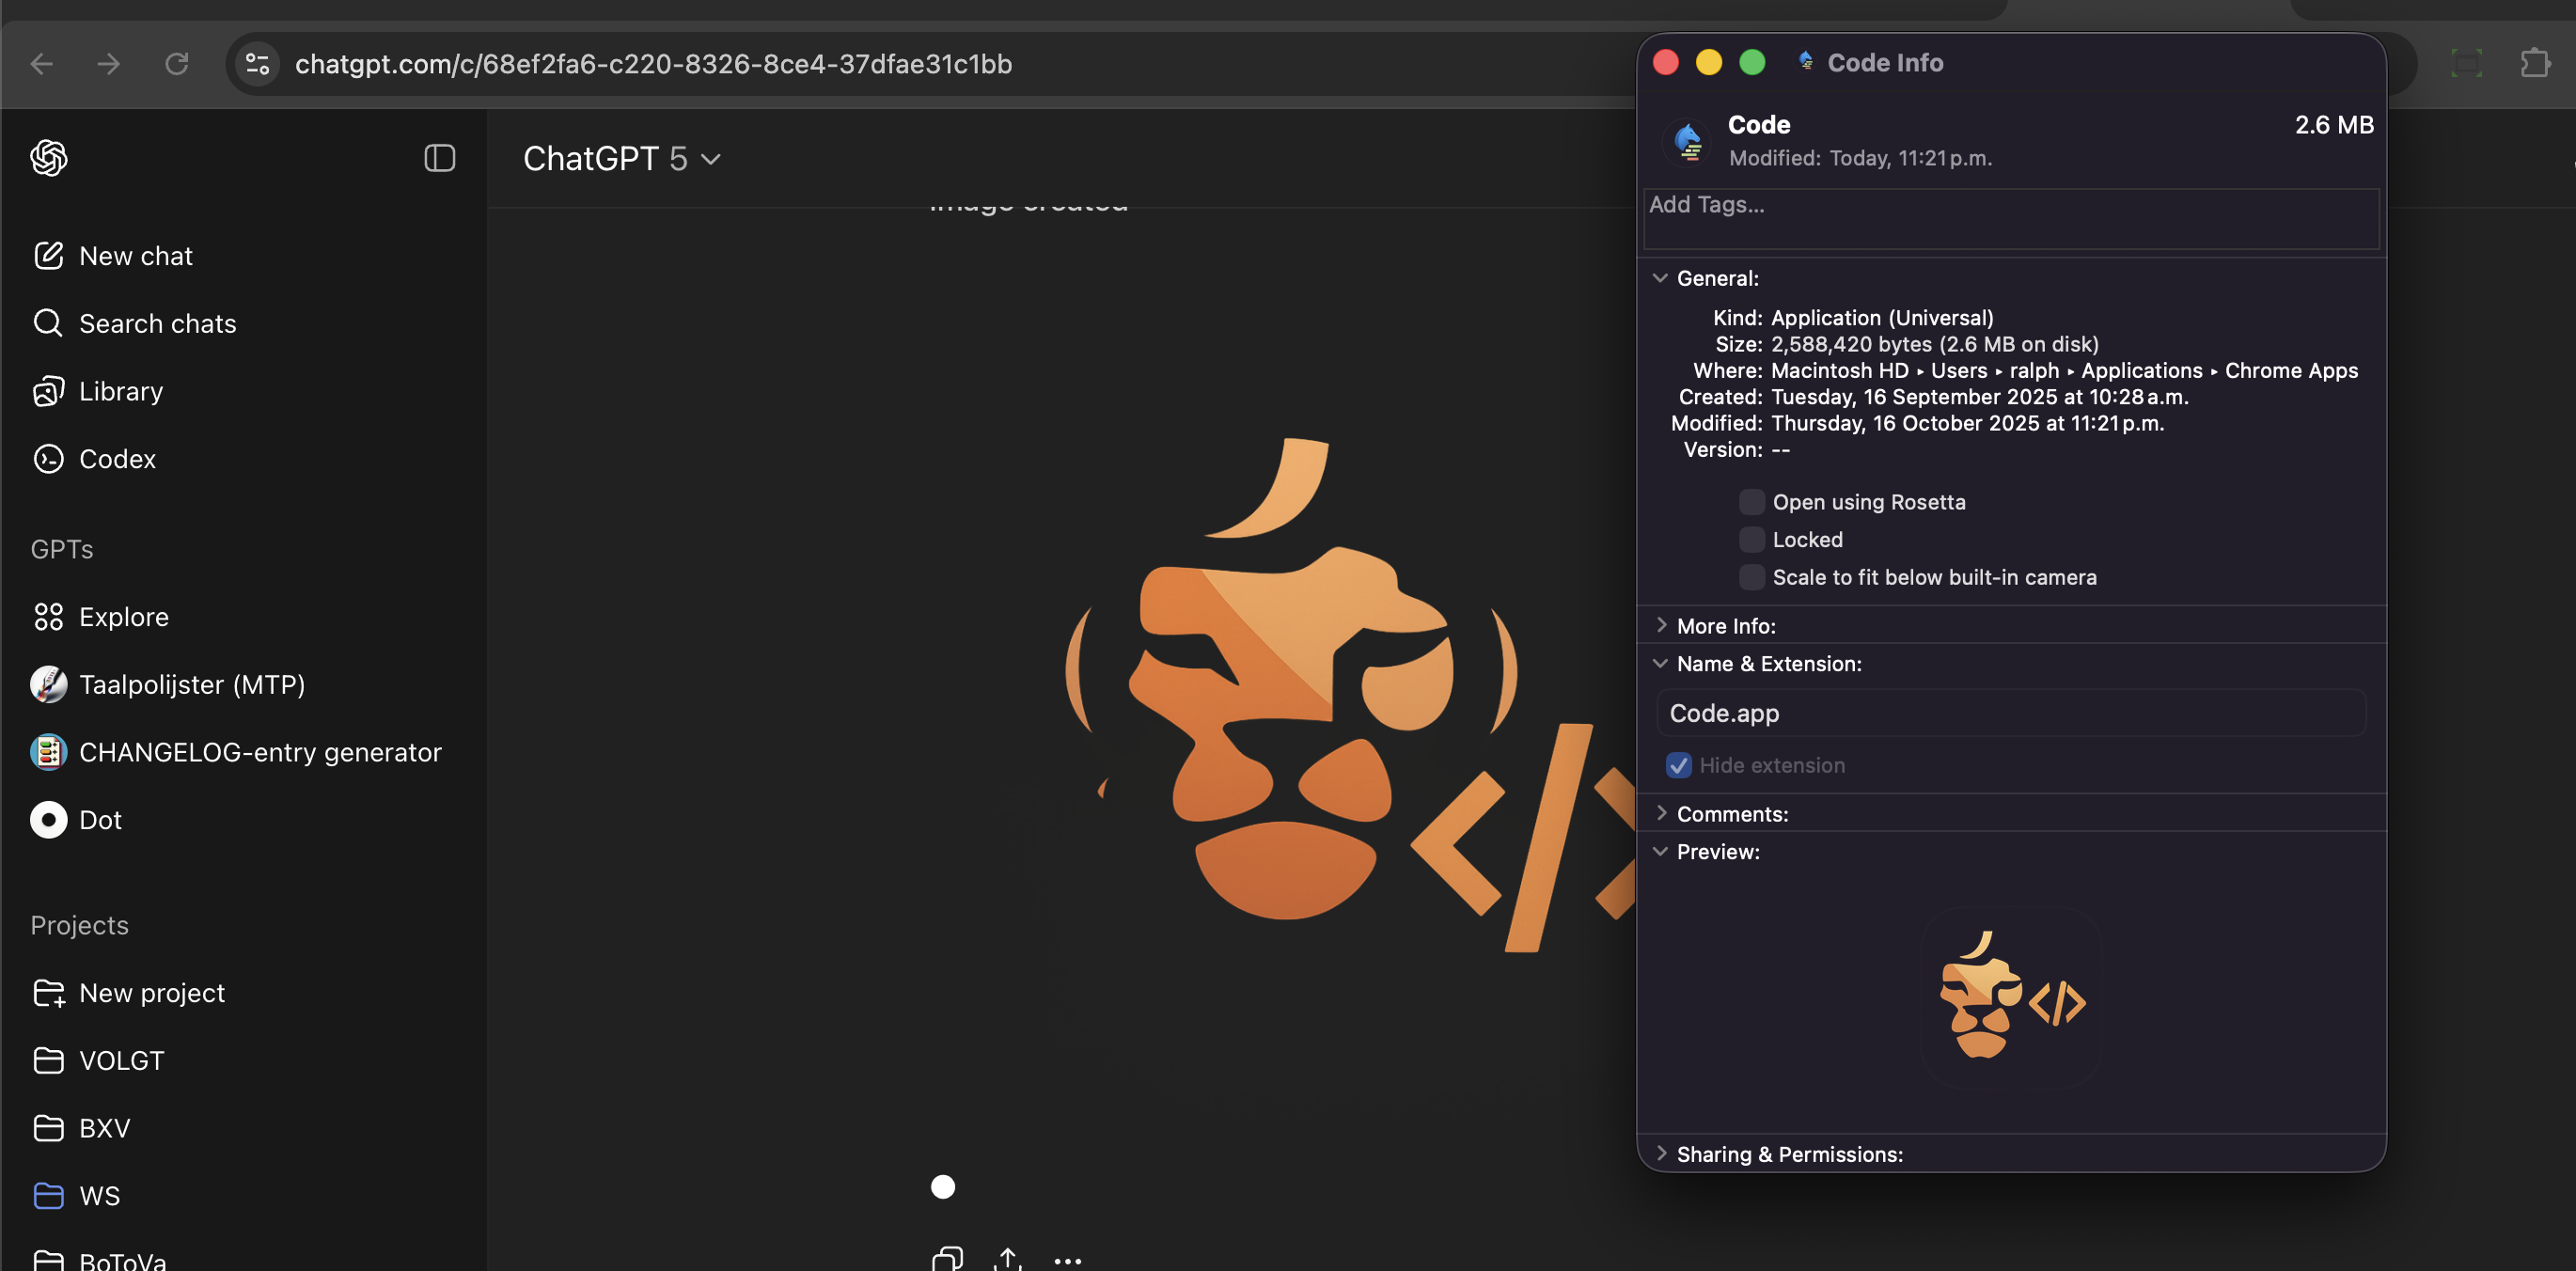 chatgpt.com/c/68ef2fa6-c220-8326-8ce4-37dfae31c1bb
ChatGPT 5
Image created
New chat
Search chats
Library
Codex
GPTs
Explore
Taalpolijster (MTP)
CHANGELOG-entry generator
Dot
Projects
New project
VOLGT
BXV
WS
BoToVa
</>
Code Info
Code
2.6 MB
Modified: Today, 11:21 p.m.
Add Tags...
General:
Kind: Application (Universal)
Size: 2,588,420 bytes (2.6 MB on disk)
Where: Macintosh HD ▸ Users ▸ ralph ▸ Applications ▸ Chrome Apps
Created: Tuesday, 16 September 2025 at 10:28 a.m.
Modified: Thursday, 16 October 2025 at 11:21 p.m.
Version: --
Open using Rosetta
Locked
Scale to fit below built-in camera
More Info:
Name & Extension:
Code.app
Hide extension
Comments:
Preview:
</>
Sharing & Permissions: